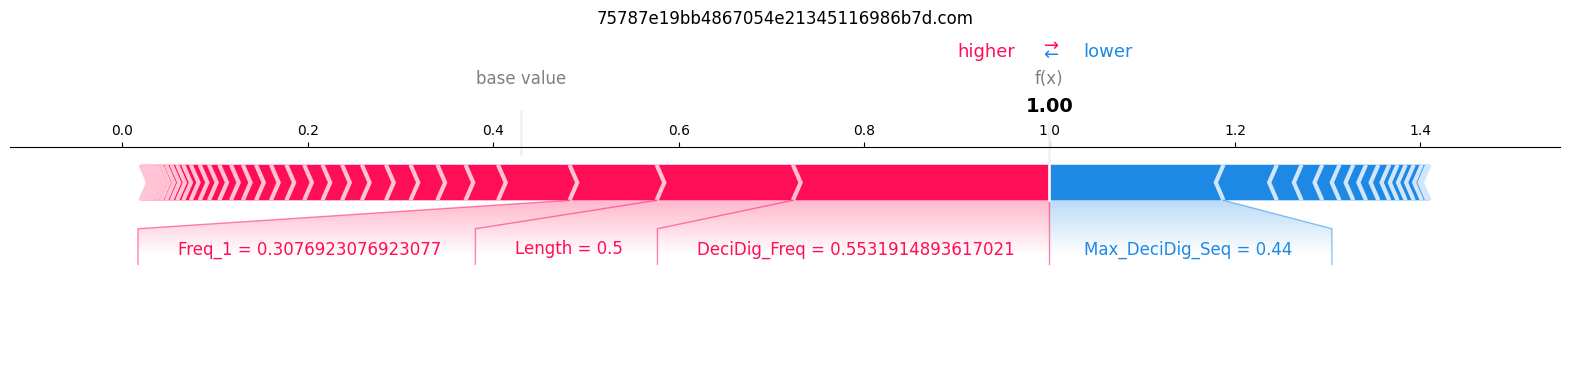 75787e19bb4867054e21345116986b7d.com
higher ⇄ lower
base value f(x)
1.00
0.0 0.2 0.4 0.6 0.8 1.0 1.2 1.4
Freq_1 = 0.3076923076923077 Length = 0.5 DeciDig_Freq = 0.5531914893617021 Max_DeciDig_Seq = 0.44